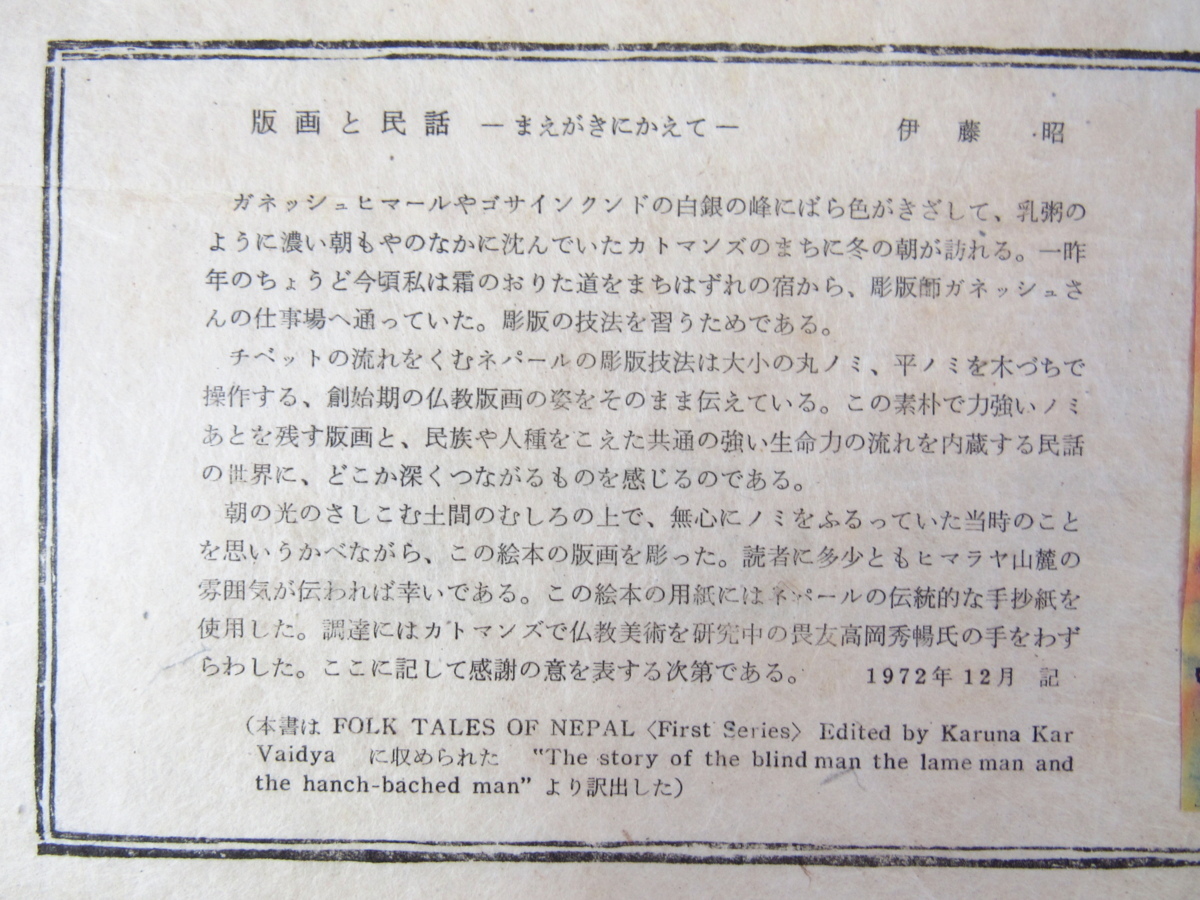 版画と民話 ―まえがきにかえて― 伊藤 昭
ガネッシュヒマールやゴサインクンドの白銀の峰にばら色がきざして、乳粥の
ように濃い朝もやのなかに沈んでいたカトマンズのまちに冬の朝が訪れる。一昨
年のちょうど今頃私は霜のおりた道をまちはずれの宿から、彫版師ガネッシュさ
んの仕事場へ通っていた。彫版の技法を習うためである。
チベットの流れをくむネパールの彫版技法は大小の丸ノミ、平ノミを木づちで
操作する、創始期の仏教版画の姿をそのまま伝えている。この素朴で力強いノミ
あとを残す版画と、民族や人種をこえた共通の強い生命力の流れを内蔵する民話
の世界に、どこか深くつながるものを感じるのである。
朝の光のさしこむ土間のむしろの上で、無心にノミをふるっていた当時のこと
を思いうかべながら、この絵本の版画を彫った。読者に多少ともヒマラヤ山麓の
雰囲気が伝われば幸いである。この絵本の用紙にはネパールの伝統的な手抄紙を
使用した。調達にはカトマンズで仏教美術を研究中の畏友高岡秀暢氏の手をわず
らわした。ここに記して感謝の意を表する次第である。 1972年12月 記
(本書は FOLK TALES OF NEPAL〈First Series〉Edited by Karuna Kar
Vaidya に収められた "The story of the blind man the lame man and
the hanch-bached man" より訳出した)